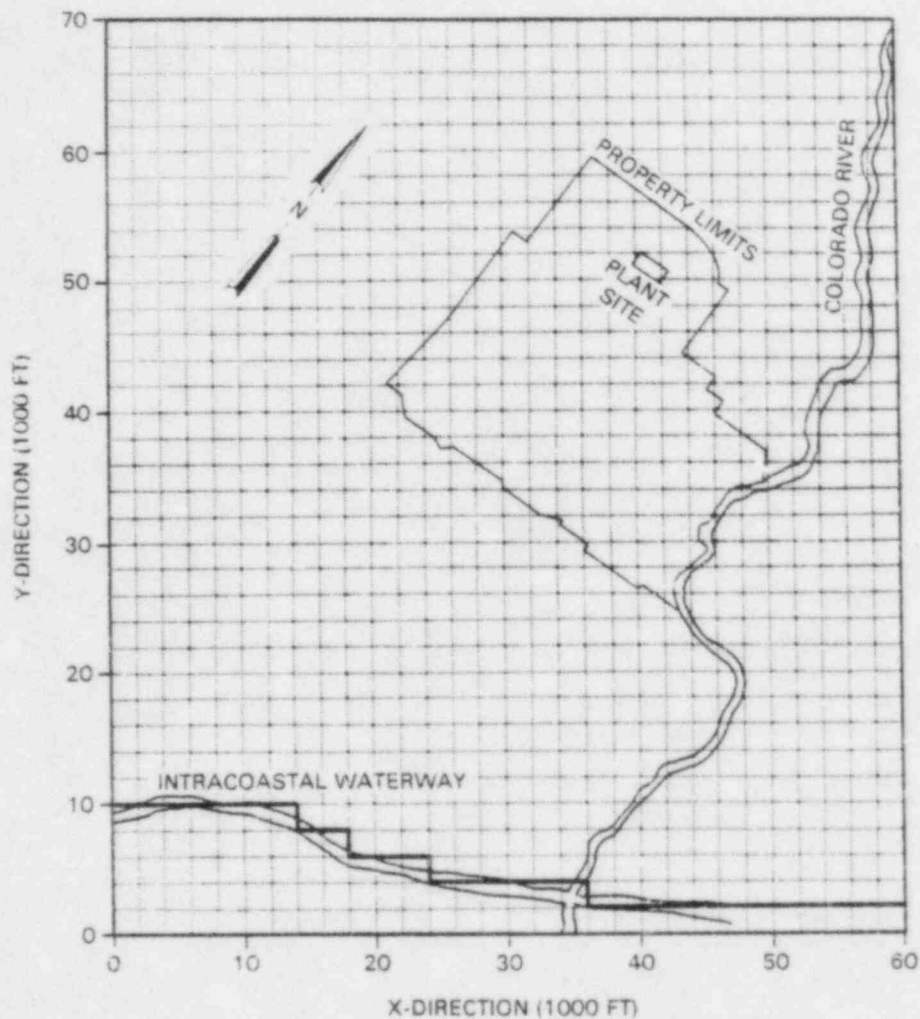 70
60
50
40
30
20
10
0
Y-DIRECTION (1000 FT)
N
PROPERTY LIMITS
PLANT
SITE
COLORADO RIVER
INTRACOASTAL WATERWAY
0 10 20 30 40 50 60
X-DIRECTION (1000 FT)